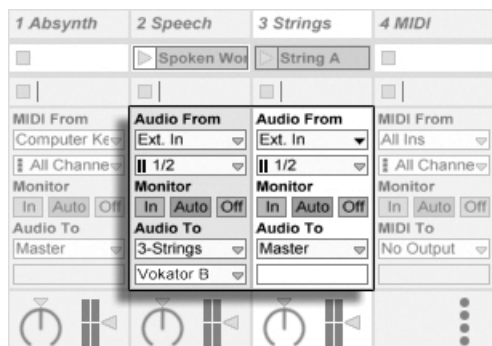 1 Absynth 2 Speech 3 Strings 4 MIDI
Spoken Wor String A
MIDI From Audio From Audio From MIDI From
Computer Ke Ext. In Ext. In All Ins
All Channe 1/2 1/2 All Channe
Monitor Monitor Monitor Monitor
In Auto Off In Auto Off In Auto Off In Auto Off
Audio To Audio To Audio To MIDI To
Master 3-Strings Master No Output
Vokator B